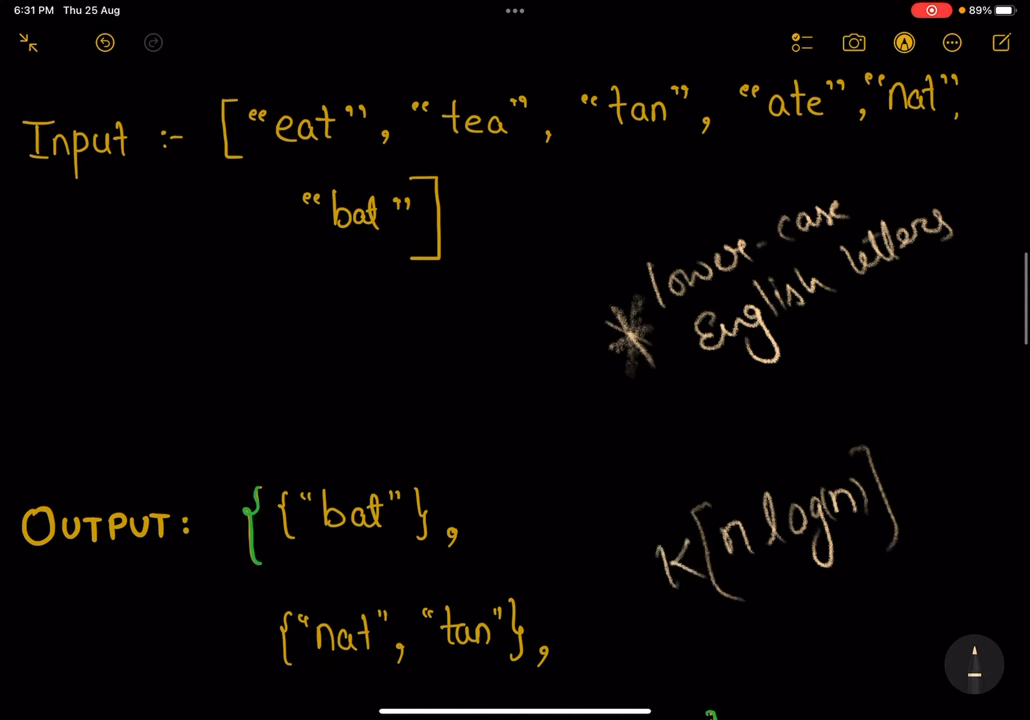 6:31 PM Thu 25 Aug
89%
Input :- ["eat", "tea", "tan", "ate", "nat",
"bat"]
* lower-case
English letters
OUTPUT: {{"bat"},
K[n log(n)]
{"nat", "tan"},